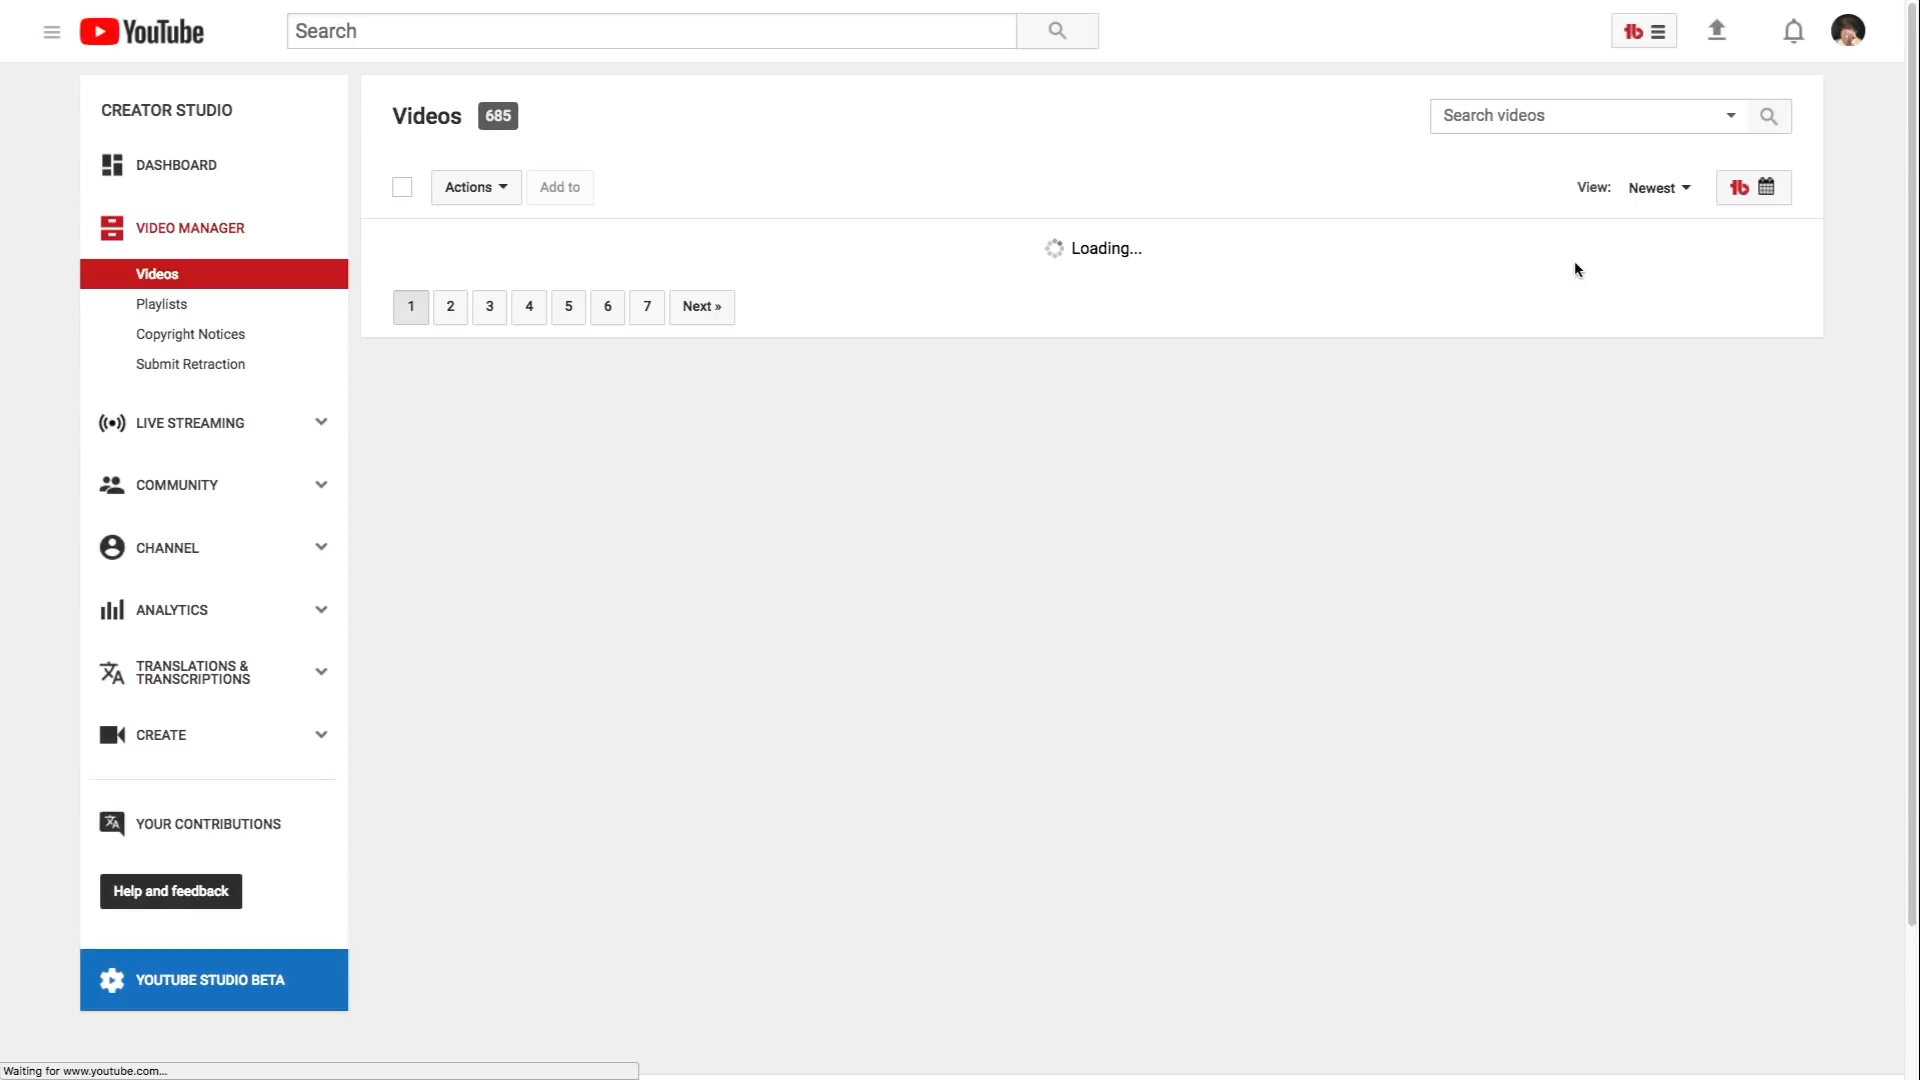 YouTube
Search
tb
CREATOR STUDIO
DASHBOARD
VIDEO MANAGER
Videos
Playlists
Copyright Notices
Submit Retraction
LIVE STREAMING
COMMUNITY
CHANNEL
ANALYTICS
TRANSLATIONS &
TRANSCRIPTIONS
CREATE
YOUR CONTRIBUTIONS
Help and feedback
YOUTUBE STUDIO BETA
Videos 685
Search videos
Actions Add to
View: Newest tb
Loading...
1 2 3 4 5 6 7 Next »
Waiting for www.youtube.com...